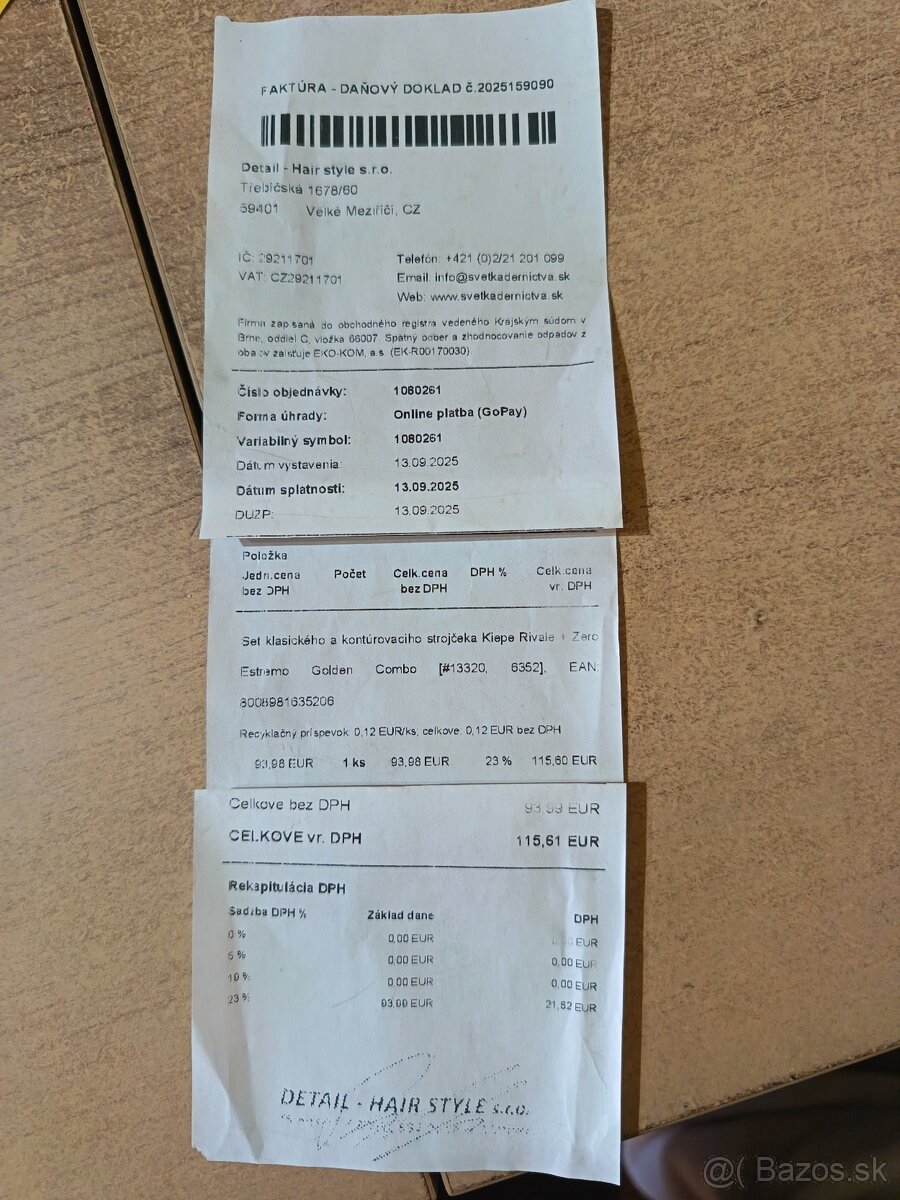 FAKTÚRA - DAŇOVÝ DOKLAD č.2025159090
Detail - Hair style s.r.o.
Třebíčská 1678/60
59401 Velké Meziříčí, CZ
IČ: 29211701 Telefón: +421 (0)2/21 201 099
VAT: CZ29211701 Email: info@svetkadernictva.sk
Web: www.svetkadernictva.sk
Firma zapísaná do obchodného registra vedeného Krajským súdom v
Brne, oddiel C, vložka 66007. Spätný odber a zhodnocovanie odpadov z
obalov zaisťuje EKO-KOM, a.s. (EK-R00170030).
Číslo objednávky: 1080261
Forma úhrady: Online platba (GoPay)
Variabilný symbol: 1080261
Dátum vystavenia: 13.09.2025
Dátum splatnosti: 13.09.2025
DUZP: 13.09.2025
Položka
Jedn.cena Počet Celk.cena DPH % Celk.cena
bez DPH bez DPH vr. DPH
Set klasického a kontúrovacího strojčeka Kiepe Rivale + Zero
Estremo Golden Combo [#13320, 6352], EAN:
8008981635206
Recyklačný príspevok: 0,12 EUR/ks; celkove: 0,12 EUR bez DPH
93,98 EUR 1 ks 93,98 EUR 23 % 115,60 EUR
Celkove bez DPH 93,99 EUR
CELKOVE vr. DPH 115,61 EUR
Rekapitulácia DPH
Sadzba DPH % Základ dane DPH
0 % 0,00 EUR 0,00 EUR
5 % 0,00 EUR 0,00 EUR
19 % 0,00 EUR 0,00 EUR
23 % 93,99 EUR 21,62 EUR
DETAIL - HAIR STYLE s.r.o.
@( Bazos.sk